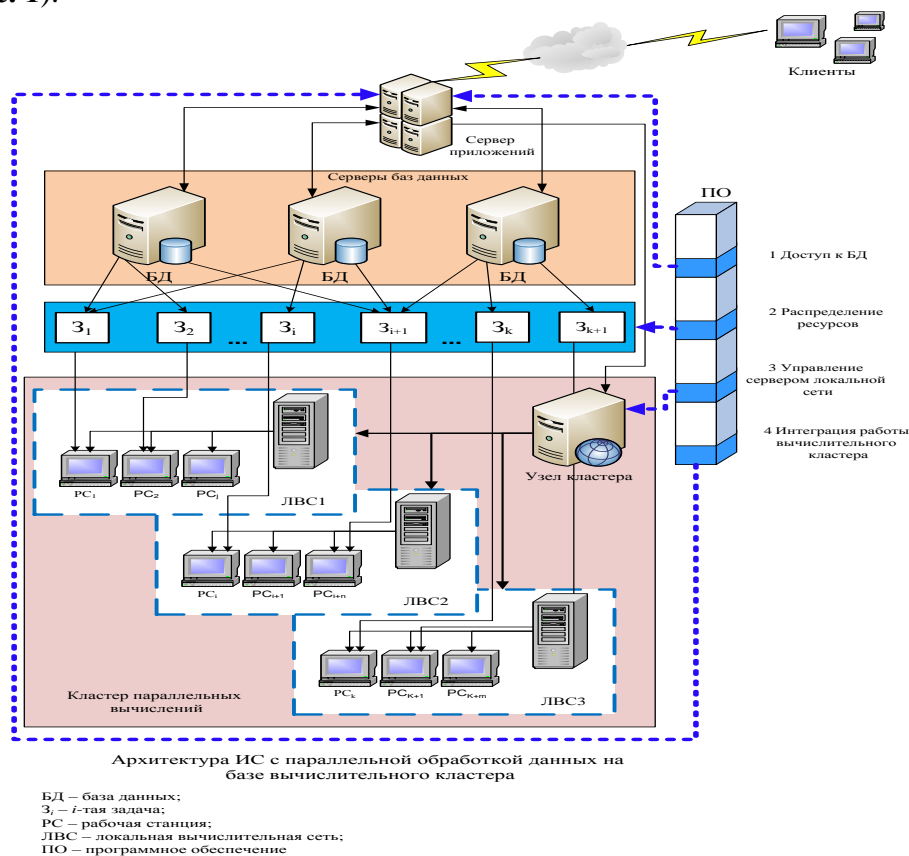 а 1).
Клиенты
Сервер
приложений
Серверы баз данных
ПО
БД
БД
БД
1 Доступ к БД
З₁
З₂
...
Зᵢ
Зᵢ₊₁
...
Зₖ
Зₖ₊₁
2 Распределение
ресурсов
3 Управление
сервером локальной
сети
4 Интеграция работы
вычислительного
кластера
Узел кластера
РС₁
РС₂
РСⱼ
ЛВС1
РСᵢ
РСᵢ₊₁
РСᵢ₊ₙ
ЛВС2
РСₖ
РС_K+1
РС_K+m
ЛВС3
Кластер параллельных
вычислений
Архитектура ИС с параллельной обработкой данных на
базе вычислительного кластера
БД – база данных;
Зᵢ – i-тая задача;
РС – рабочая станция;
ЛВС – локальная вычислительная сеть;
ПО – программное обеспечение